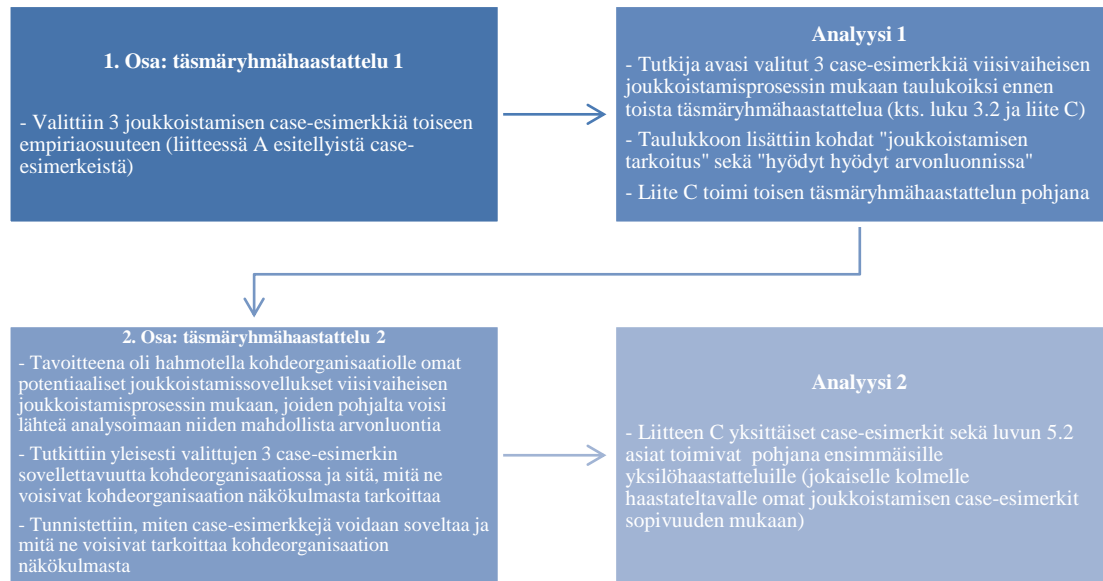 1. Osa: täsmäryhmähaastattelu 1
- Valittiin 3 joukkoistamisen case-esimerkkiä toiseen
empiriaosuuteen (liitteessä A esitellyistä case-
esimerkeistä)
Analyysi 1
- Tutkija avasi valitut 3 case-esimerkkiä viisivaiheisen
joukkoistamisprosessin mukaan taulukoiksi ennen
toista täsmäryhmähaastattelua (kts. luku 3.2 ja liite C)
- Taulukkoon lisättiin kohdat "joukkoistamisen
tarkoitus" sekä "hyödyt hyödyt arvonluonnissa"
- Liite C toimi toisen täsmäryhmähaastattelun pohjana
2. Osa: täsmäryhmähaastattelu 2
- Tavoitteena oli hahmotella kohdeorganisaatiolle omat
potentiaaliset joukkoistamissovellukset viisivaiheisen
joukkoistamisprosessin mukaan, joiden pohjalta voisi
lähteä analysoimaan niiden mahdollista arvonluontia
- Tutkittiin yleisesti valittujen 3 case-esimerkin
sovellettavuutta kohdeorganisaatiossa ja sitä, mitä ne
voisivat kohdeorganisaation näkökulmasta tarkoittaa
- Tunnistettiin, miten case-esimerkkejä voidaan soveltaa ja
mitä ne voisivat tarkoittaa kohdeorganisaation
näkökulmasta
Analyysi 2
- Liitteen C yksittäiset case-esimerkit sekä luvun 5.2
asiat toimivat pohjana ensimmäisille
yksilöhaastatteluille (jokaiselle kolmelle
haastateltavalle omat joukkoistamisen case-esimerkit
sopivuuden mukaan)